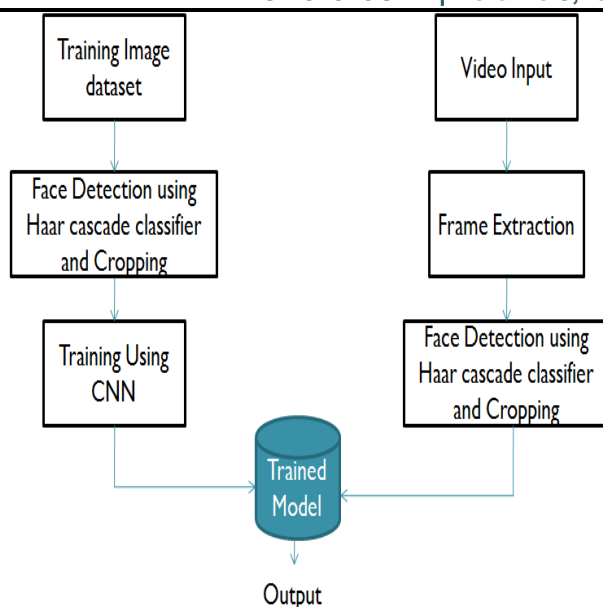 Training Image
dataset
Face Detection using
Haar cascade classifier
and Cropping
Training Using
CNN
Video Input
Frame Extraction
Face Detection using
Haar cascade classifier
and Cropping
Trained
Model
Output